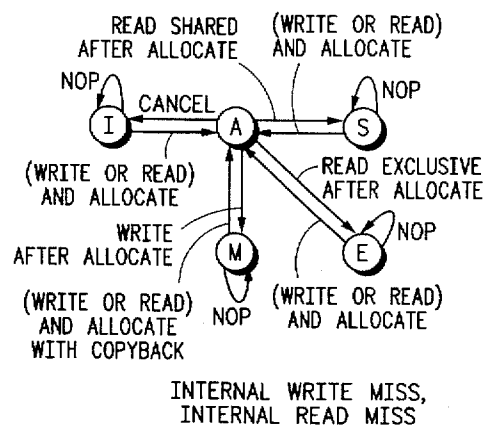 READ SHARED
AFTER ALLOCATE
(WRITE OR READ)
AND ALLOCATE
NOP
CANCEL
NOP
I
A
S
(WRITE OR READ)
AND ALLOCATE
READ EXCLUSIVE
AFTER ALLOCATE
WRITE
AFTER ALLOCATE
M
E
NOP
(WRITE OR READ)
AND ALLOCATE
WITH COPYBACK
NOP
(WRITE OR READ)
AND ALLOCATE
INTERNAL WRITE MISS,
INTERNAL READ MISS